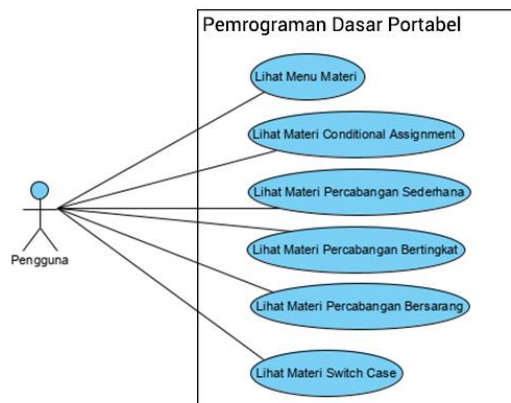 Pemrograman Dasar Portabel
Lihat Menu Materi
Lihat Materi Conditional Assignment
Lihat Materi Percabangan Sederhana
Lihat Materi Percabangan Bertingkat
Pengguna
Lihat Materi Percabangan Bersarang
Lihat Materi Switch Case